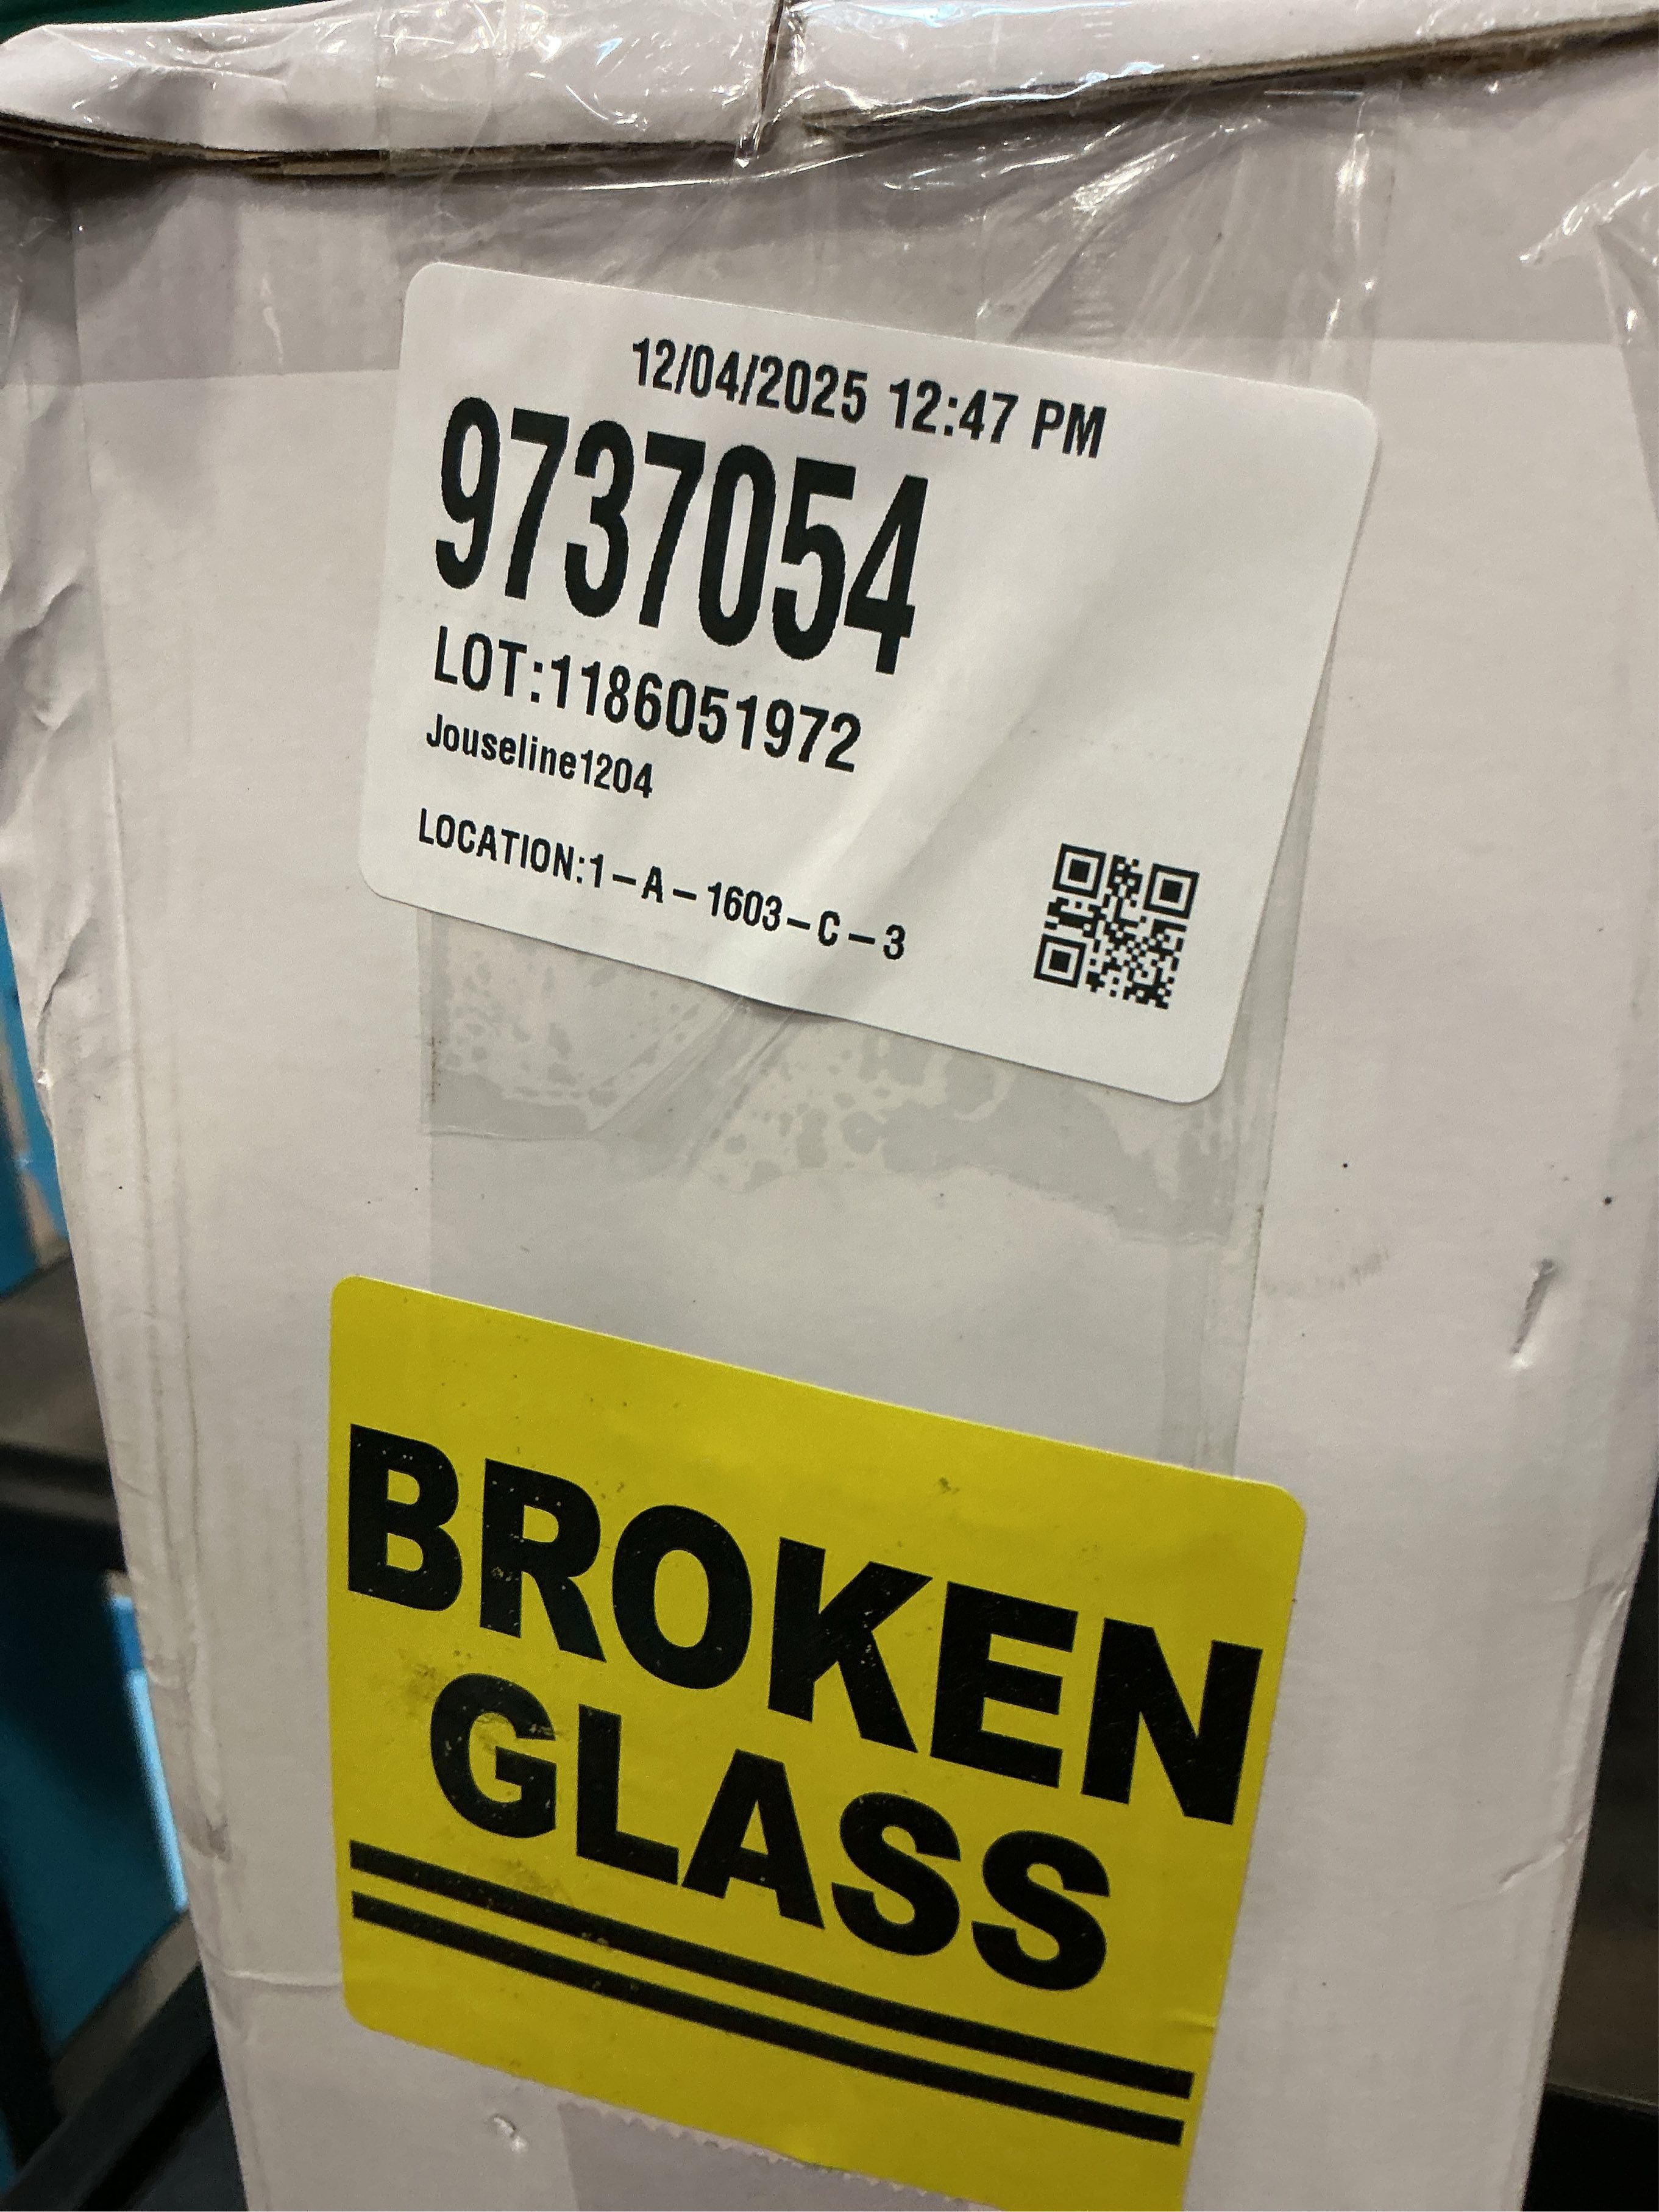 12/04/2025 12:47 PM
9737054
LOT:1186051972
Jouseline1204
LOCATION:1-A-1603-C-3
BROKEN
GLASS